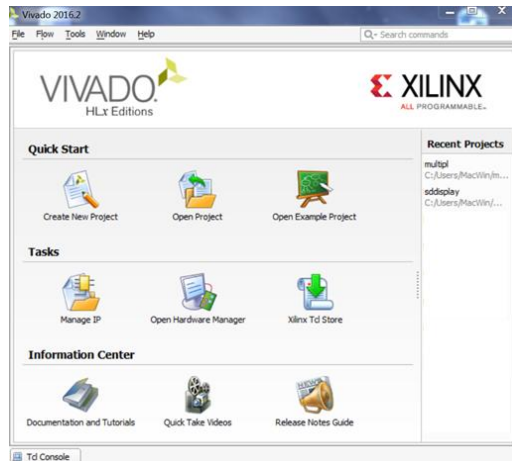 Vivado 2016.2
File Flow Tools Window Help
Search commands
VIVADO.
HLx Editions
XILINX
ALL PROGRAMMABLE.
Quick Start
Create New Project
Open Project
Open Example Project
Tasks
Manage IP
Open Hardware Manager
Xilinx Tcl Store
Information Center
Documentation and Tutorials
Quick Take Videos
Release Notes Guide
Recent Projects
multipl
C:/Users/MacWin/m...
sddisplay
C:/Users/MacWin/...
Tcl Console